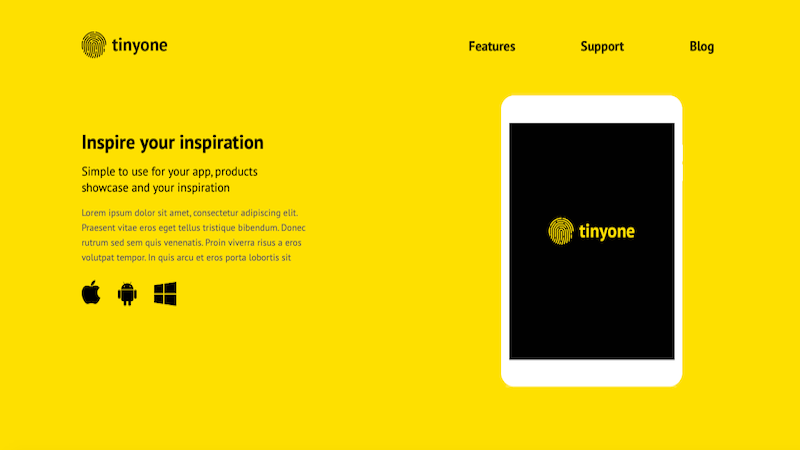 tinyone
Features
Support
Blog
Inspire your inspiration
Simple to use for your app, products
showcase and your inspiration
Lorem ipsum dolor sit amet, consectetur adipiscing elit.
Praesent vitae eros eget tellus tristique bibendum. Donec
rutrum sed sem quis venenatis. Proin viverra risus a eros
volutpat tempor. In quis arcu et eros porta lobortis sit
tinyone